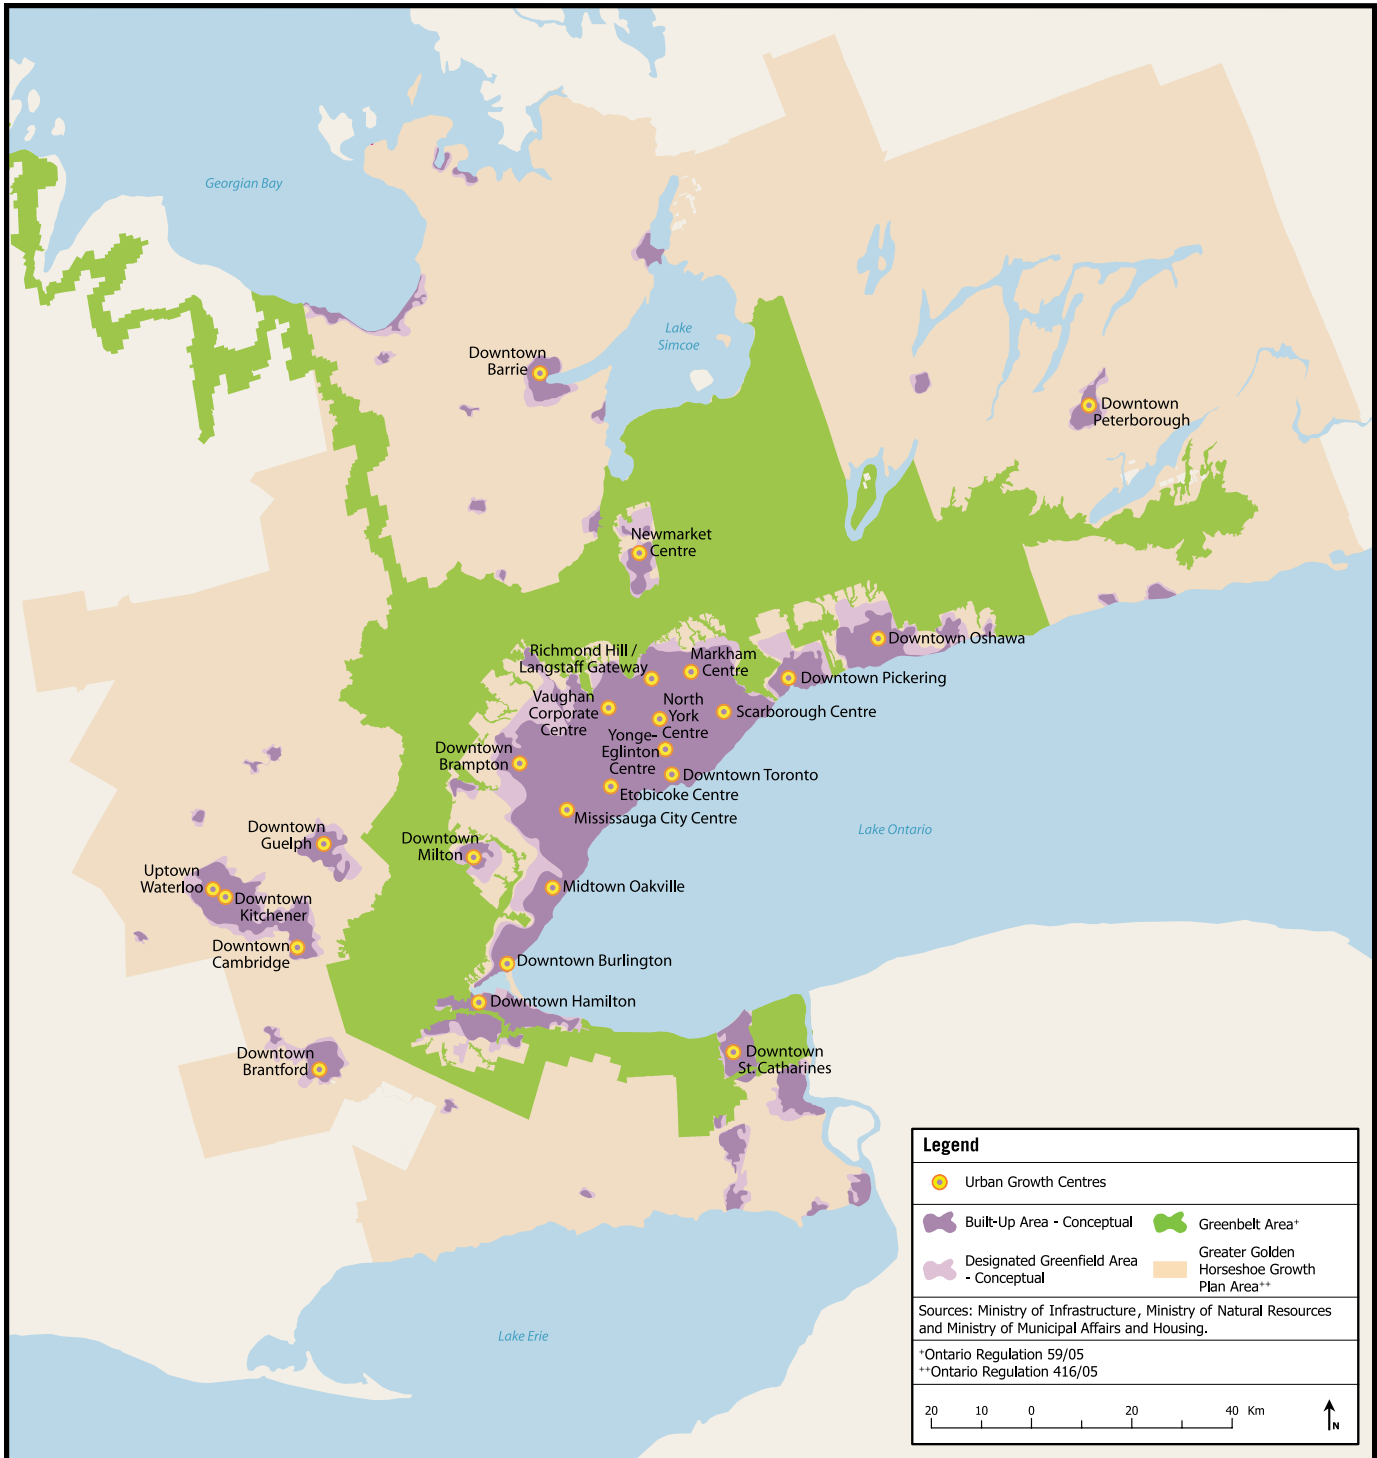 Georgian Bay
Lake
Simcoe
Downtown
Barrie
Downtown
Peterborough
Newmarket
Centre
Downtown Oshawa
Richmond Hill /
Langstaff Gateway
Markham
Centre
Downtown Pickering
Vaughan
Corporate
Centre
North
York
Centre
Scarborough Centre
Yonge-
Eglinton
Centre
Downtown
Brampton
Downtown Toronto
Etobicoke Centre
Mississauga City Centre
Lake Ontario
Downtown
Guelph
Downtown
Milton
Uptown
Waterloo
Downtown
Kitchener
Midtown Oakville
Downtown
Cambridge
Downtown Burlington
Downtown Hamilton
Downtown
Brantford
Downtown
St. Catharines
Lake Erie
Legend
Urban Growth Centres
Built-Up Area - Conceptual
Greenbelt Area+
Designated Greenfield Area
- Conceptual
Greater Golden
Horseshoe Growth
Plan Area++
Sources: Ministry of Infrastructure, Ministry of Natural Resources
and Ministry of Municipal Affairs and Housing.
+Ontario Regulation 59/05
++Ontario Regulation 416/05
20 10 0 20 40 Km
N